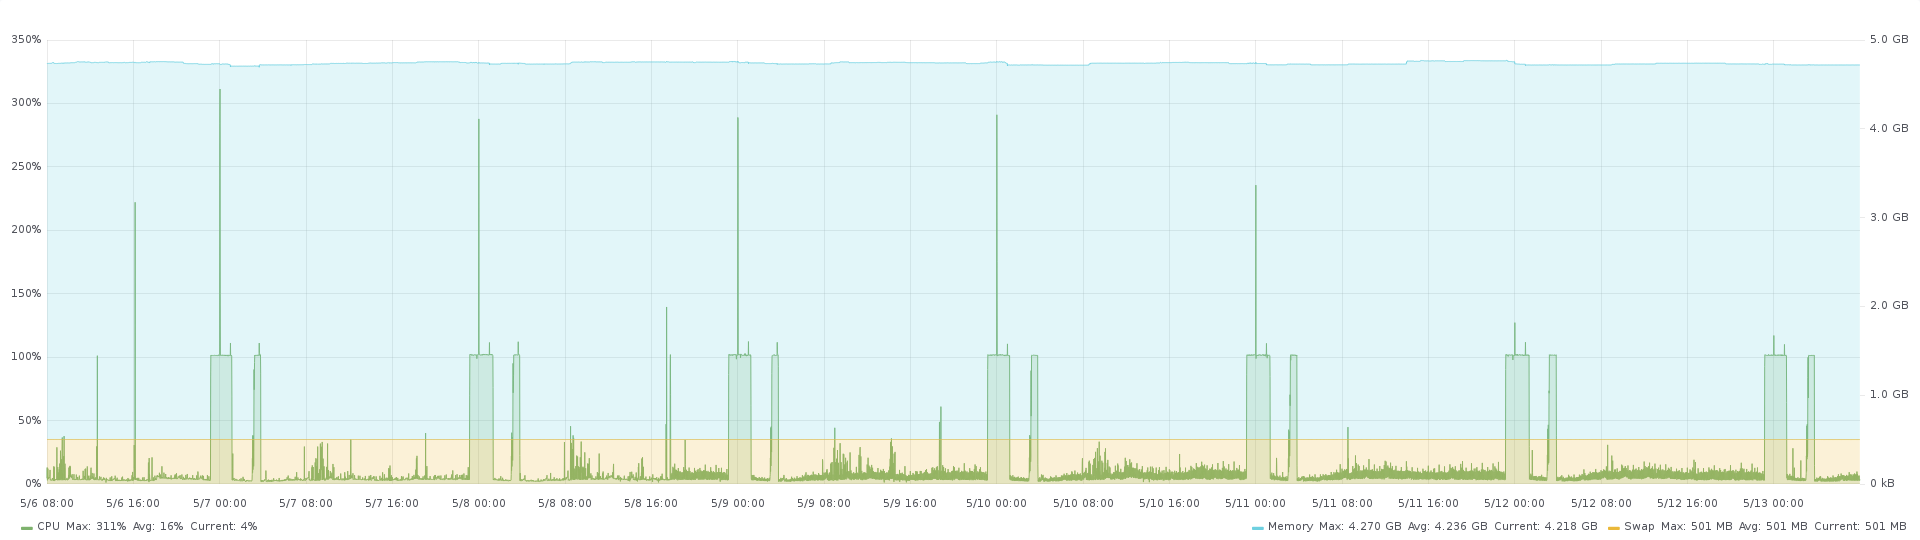 350%
300%
250%
200%
150%
100%
50%
0%
5.0 GB
4.0 GB
3.0 GB
2.0 GB
1.0 GB
0 kB
5/6 08:00 5/6 16:00 5/7 00:00 5/7 08:00 5/7 16:00 5/8 00:00 5/8 08:00 5/8 16:00 5/9 00:00 5/9 08:00 5/9 16:00 5/10 00:00 5/10 08:00 5/10 16:00 5/11 00:00 5/11 08:00 5/11 16:00 5/12 00:00 5/12 08:00 5/12 16:00 5/13 00:00
CPU Max: 311% Avg: 16% Current: 4%
Memory Max: 4.270 GB Avg: 4.236 GB Current: 4.218 GB Swap Max: 501 MB Avg: 501 MB Current: 501 MB